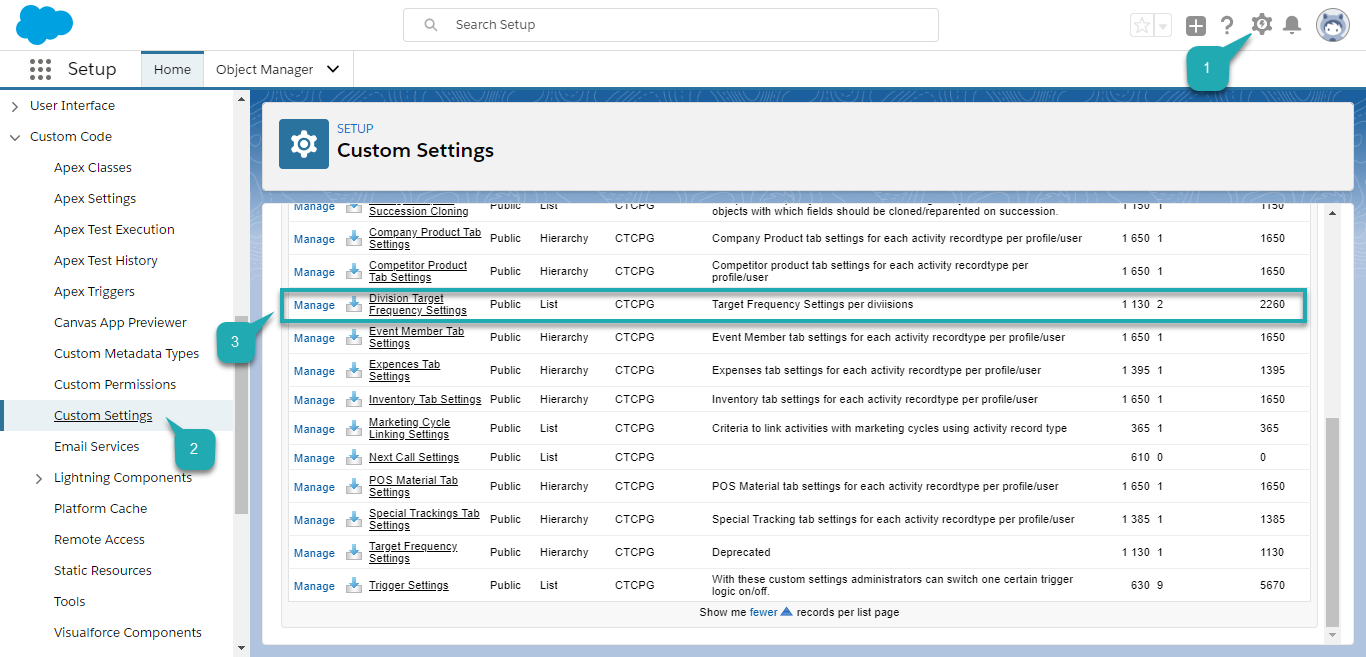 Search Setup
1
Setup
Home
Object Manager
User Interface
Custom Code
Apex Classes
Apex Settings
Apex Test Execution
Apex Test History
Apex Triggers
Canvas App Previewer
Custom Metadata Types
Custom Permissions
Custom Settings
2
Email Services
Lightning Components
Platform Cache
Remote Access
Static Resources
Tools
Visualforce Components
SETUP
Custom Settings
Manage Succession Cloning Public List CTCPG objects with which fields should be cloned/reparented on succession. 1 150 1 1150
Manage Company Product Tab Public Hierarchy CTCPG Company Product tab settings for each activity recordtype per profile/user 1 650 1 1650
Settings
Manage Competitor Product Public Hierarchy CTCPG Competitor product tab settings for each activity recordtype per 1 650 1 1650
Tab Settings profile/user
3
Manage Division Target Public List CTCPG Target Frequency Settings per diviisions 1 130 2 2260
Frequency Settings
Manage Event Member Tab Public Hierarchy CTCPG Event Member tab settings for each activity recordtype per profile/user 1 650 1 1650
Settings
Manage Expences Tab Public Hierarchy CTCPG Expenses tab settings for each activity recordtype per profile/user 1 395 1 1395
Settings
Manage Inventory Tab Settings Public Hierarchy CTCPG Inventory tab settings for each activity recordtype per profile/user 1 650 1 1650
Manage Marketing Cycle Public List CTCPG Criteria to link activities with marketing cycles using activity record type 365 1 365
Linking Settings
Manage Next Call Settings Public List CTCPG 610 0 0
Manage POS Material Tab Public Hierarchy CTCPG POS Material tab settings for each activity recordtype per profile/user 1 650 1 1650
Settings
Manage Special Trackings Tab Public Hierarchy CTCPG Special Tracking tab settings for each activity recordtype per profile/user 1 385 1 1385
Settings
Manage Target Frequency Public Hierarchy CTCPG Deprecated 1 130 1 1130
Settings
Manage Trigger Settings Public List CTCPG With these custom settings administrators can switch one certain trigger 630 9 5670
logic on/off.
Show me fewer records per list page